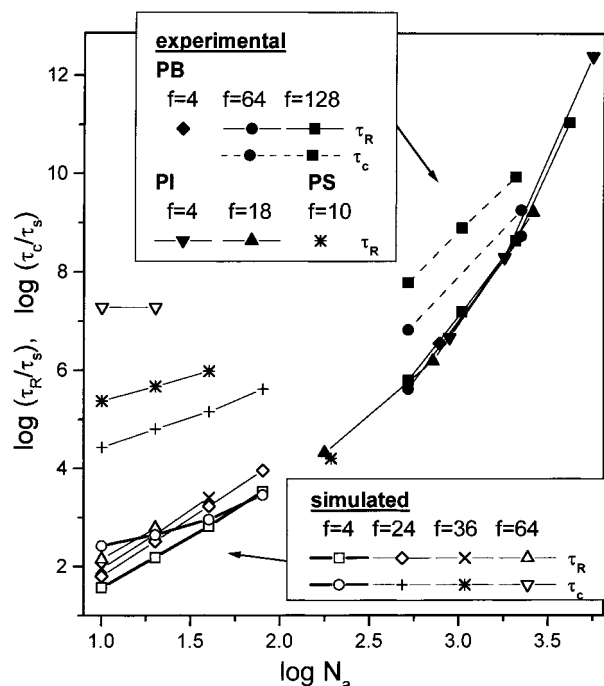 experimental
PB
f=4 f=64 f=128
τR
τc
PI PS
f=4 f=18 f=10
τR
simulated
f=4 f=24 f=36 f=64
τR
τc
log (τR/τs), log (τc/τs)
12
10
8
6
4
2
1.0 1.5 2.0 2.5 3.0 3.5
log Na